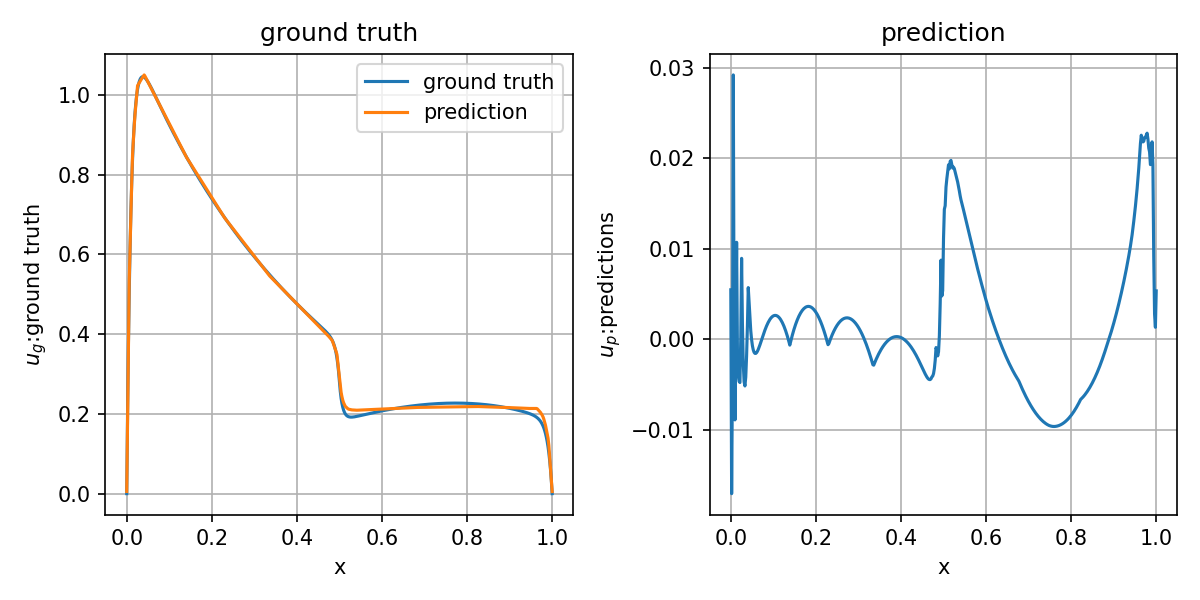 ground truth
1.0
0.8
0.6
0.4
0.2
0.0
u_g:ground truth
ground truth
prediction
0.0 0.2 0.4 0.6 0.8 1.0
x
prediction
0.03
0.02
0.01
0.00
−0.01
u_p:predictions
0.0 0.2 0.4 0.6 0.8 1.0
x